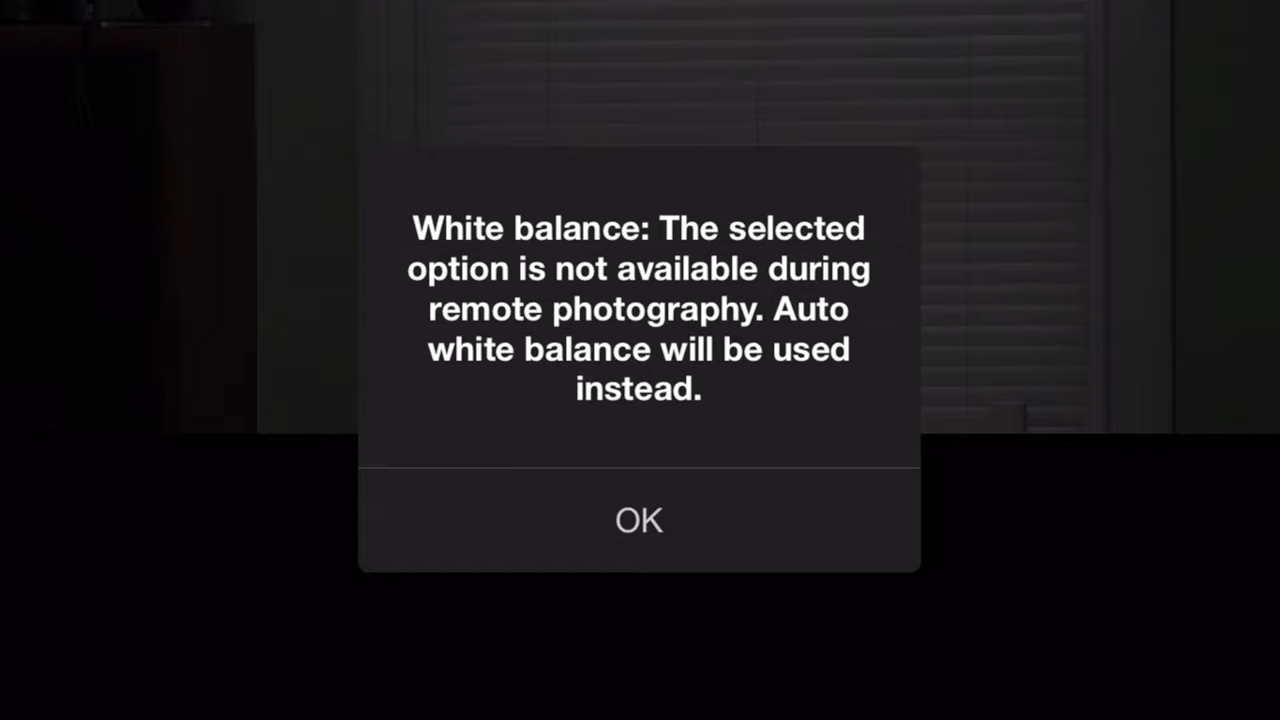 White balance: The selected
option is not available during
remote photography. Auto
white balance will be used
instead.
OK